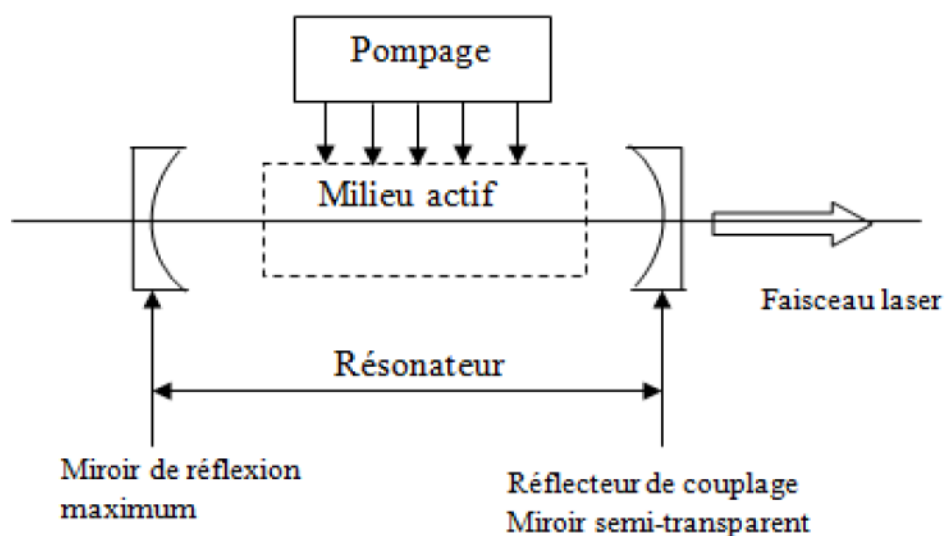 Pompage
Milieu actif
Faisceau laser
Résonateur
Miroir de réflexion
maximum
Réflecteur de couplage
Miroir semi-transparent